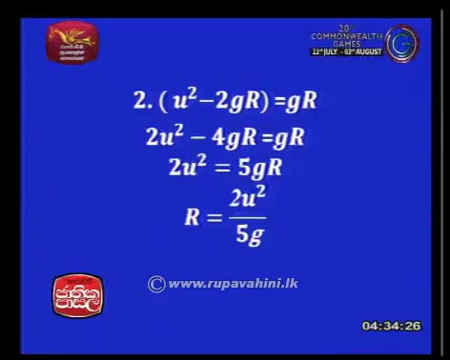 20th
COMMONWEALTH
GAMES
23rd JULY - 03rd AUGUST
2. ( u²−2gR) =gR
2u² − 4gR =gR
2u² = 5gR
R = 2u²/5g
© www.rupavahini.lk
ජාතික
පාසල
04:34:26